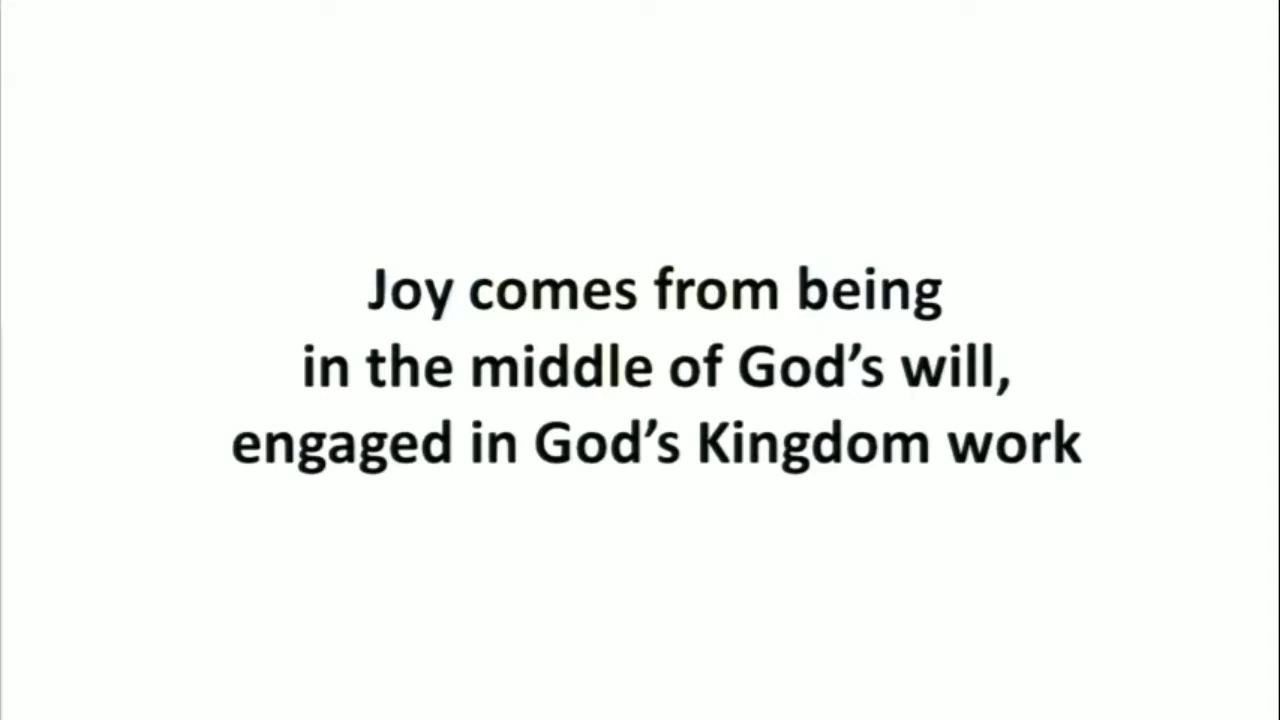 Joy comes from being
in the middle of God’s will,
engaged in God’s Kingdom work